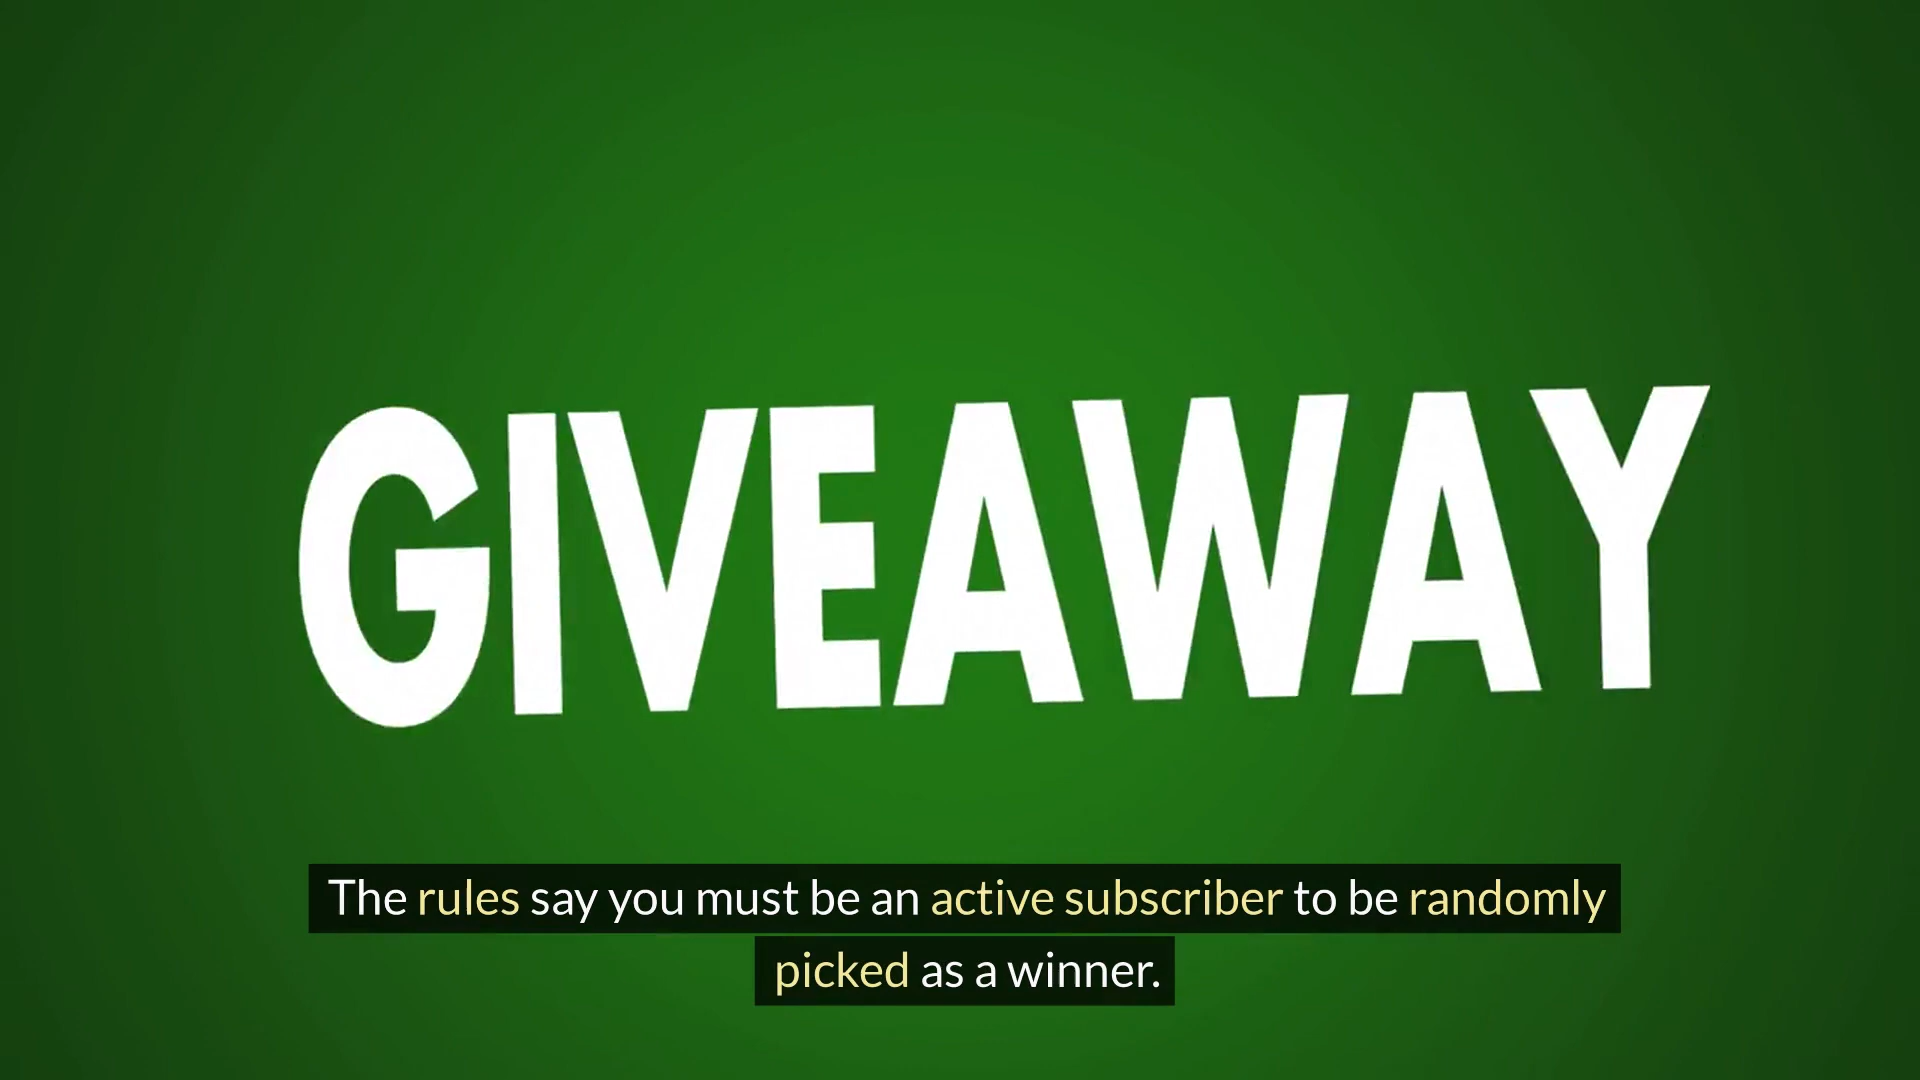 GIVEAWAY
The rules say you must be an active subscriber to be randomly
picked as a winner.